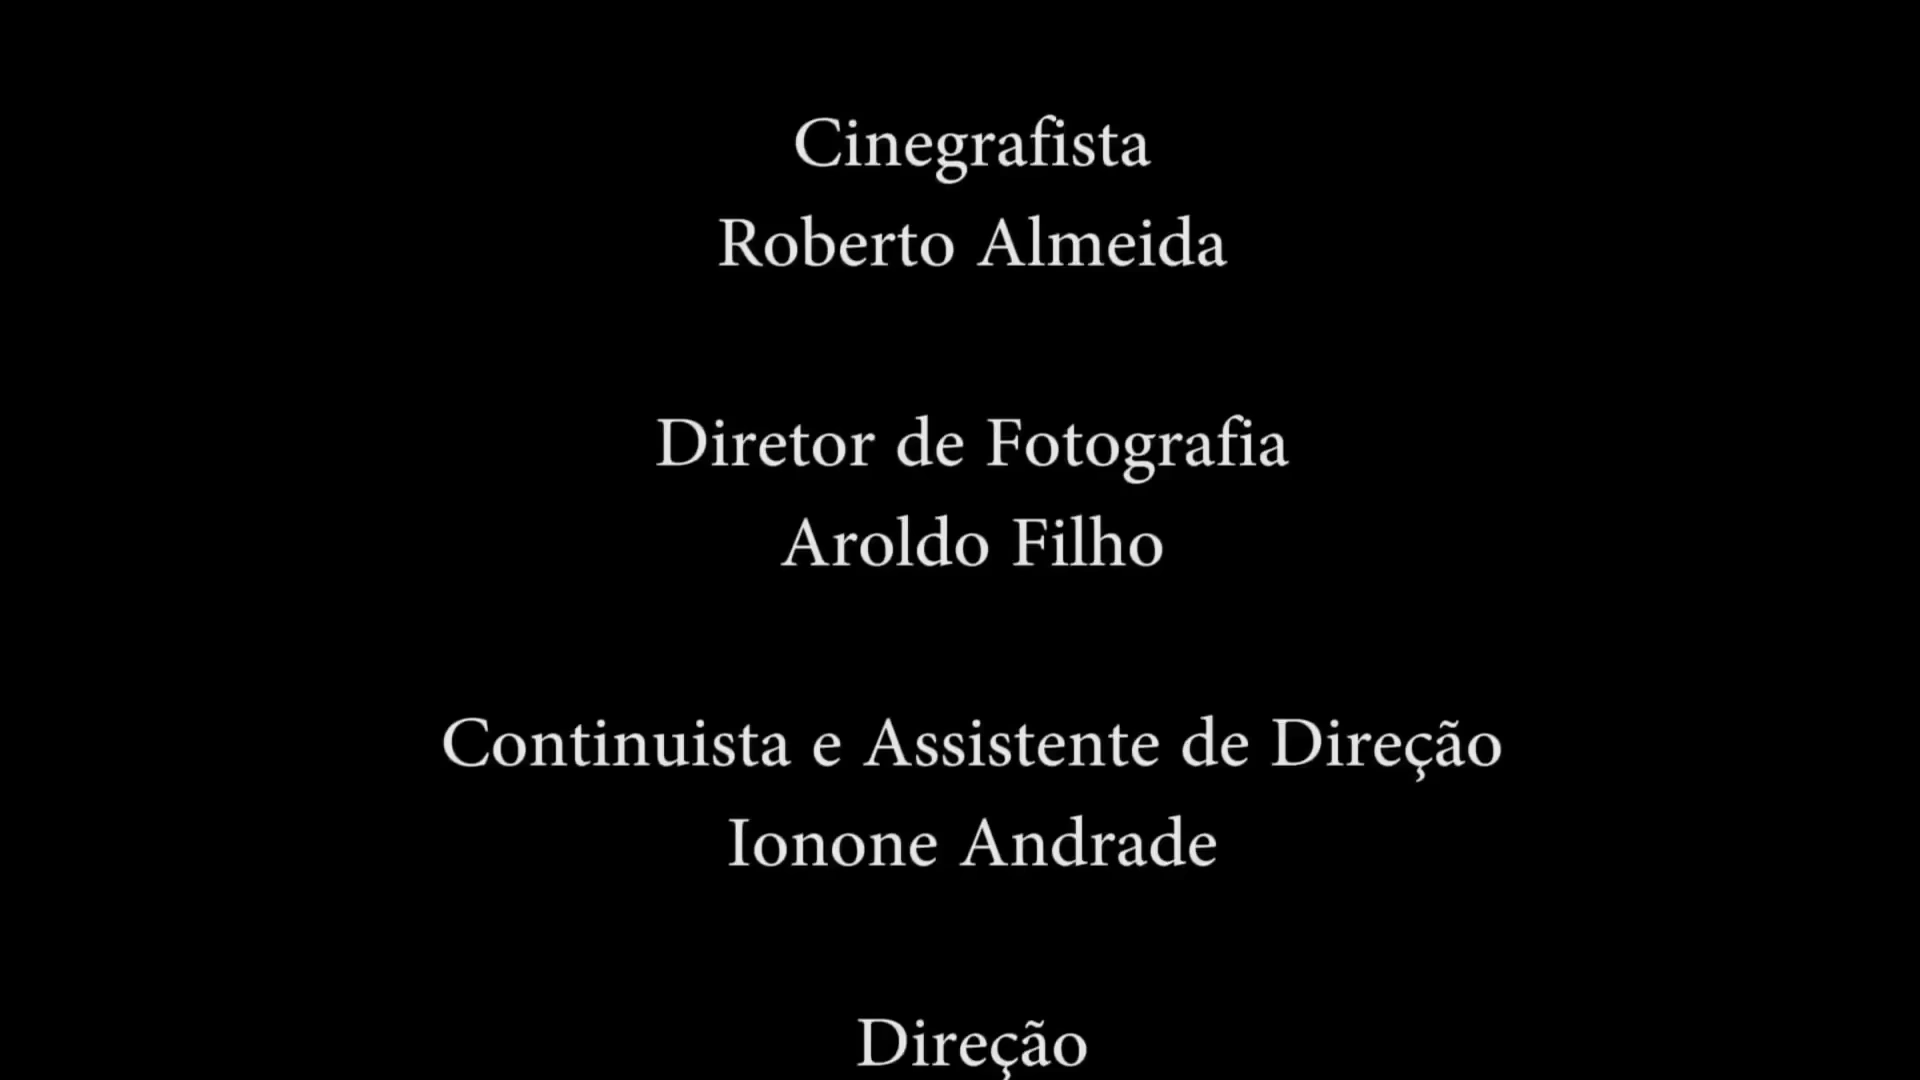 Cinegrafista
Roberto Almeida
Diretor de Fotografia
Aroldo Filho
Continuista e Assistente de Direção
Ionone Andrade
Direção